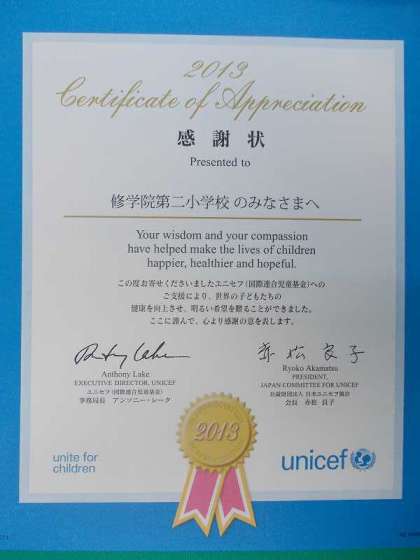 2013
Certificate of Appreciation
感謝状
Presented to
修学院第二小学校 のみなさまへ
Your wisdom and your compassion
have helped make the lives of children
happier, healthier and hopeful.
この度お寄せくださいましたユニセフ(国際連合児童基金)への
ご支援により、世界の子どもたちの
健康を向上させ、明るい希望を贈ることができました。
ここに謹んで、心より感謝の意を表します。
Anthony Lake
Anthony Lake
EXECUTIVE DIRECTOR, UNICEF
ユニセフ(国際連合児童基金)
事務局長 アンソニー・レーク
赤松良子
Ryoko Akamatsu
PRESIDENT,
JAPAN COMMITTEE FOR UNICEF
公益財団法人 日本ユニセフ協会
会長 赤松 良子
2013
unite for
children
unicef